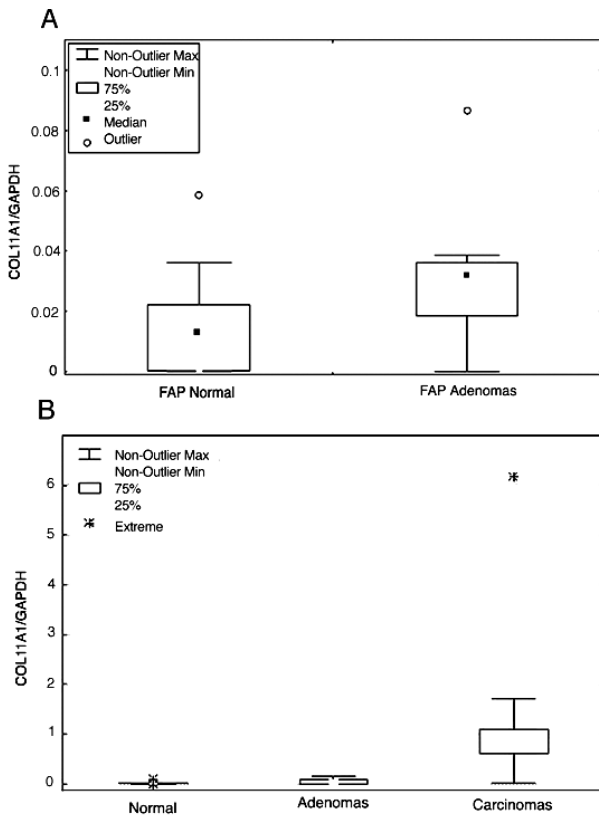 A
Non-Outlier Max
Non-Outlier Min
75%
25%
Median
Outlier
0.1
0.08
0.06
0.04
0.02
0
COL11A1/GAPDH
FAP Normal
FAP Adenomas
B
Non-Outlier Max
Non-Outlier Min
75%
25%
Extreme
6
5
4
3
2
1
0
COL11A1/GAPDH
Normal
Adenomas
Carcinomas